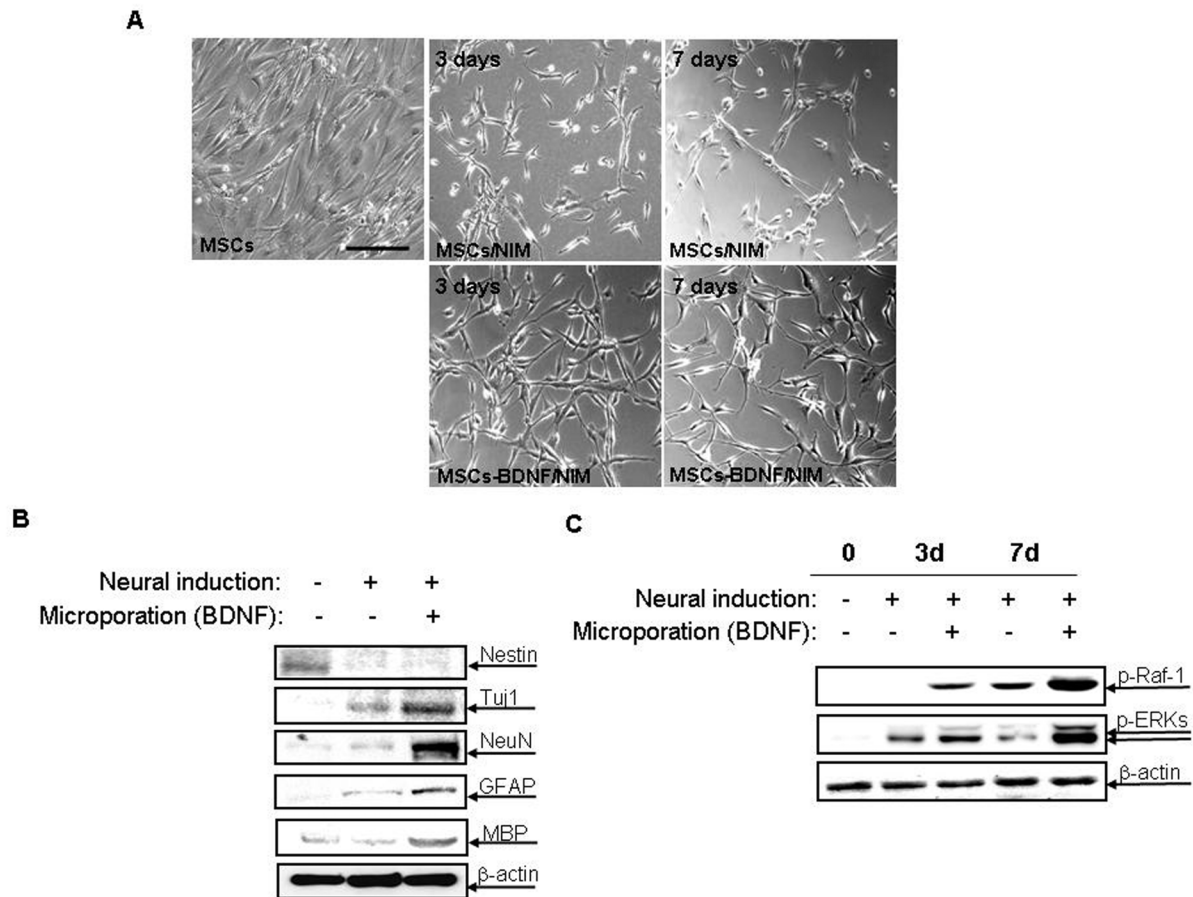 A
MSCs
3 days
MSCs/NIM
7 days
MSCs/NIM
3 days
MSCs-BDNF/NIM
7 days
MSCs-BDNF/NIM
B
Neural induction: - + +
Microporation (BDNF): - - +
Nestin
Tuj1
NeuN
GFAP
MBP
β-actin
C
0 3d 7d
Neural induction: - + + + +
Microporation (BDNF): - - + - +
p-Raf-1
p-ERKs
β-actin